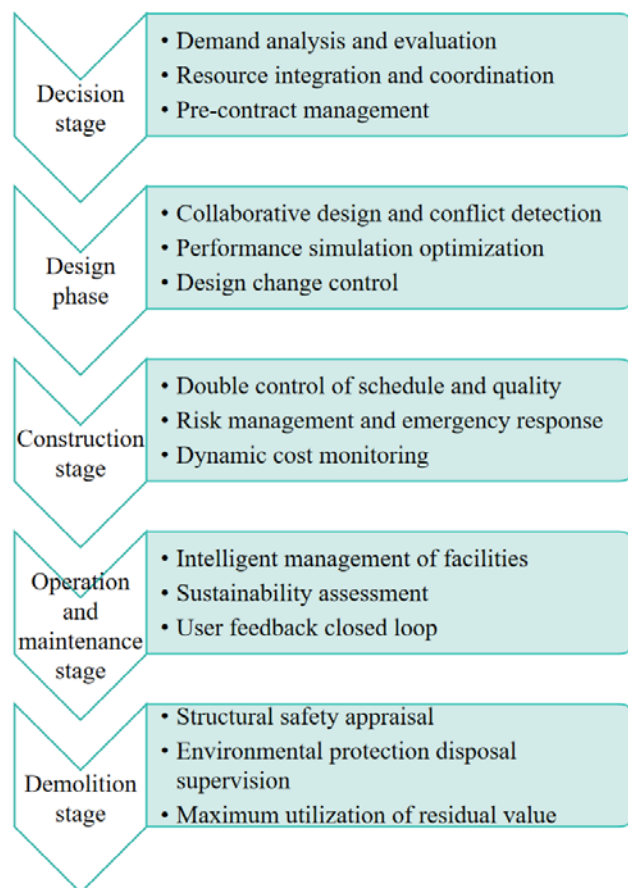 Decision
stage
• Demand analysis and evaluation
• Resource integration and coordination
• Pre-contract management
Design
phase
• Collaborative design and conflict detection
• Performance simulation optimization
• Design change control
Construction
stage
• Double control of schedule and quality
• Risk management and emergency response
• Dynamic cost monitoring
Operation
and
maintenance
stage
• Intelligent management of facilities
• Sustainability assessment
• User feedback closed loop
Demolition
stage
• Structural safety appraisal
• Environmental protection disposal
supervision
• Maximum utilization of residual value